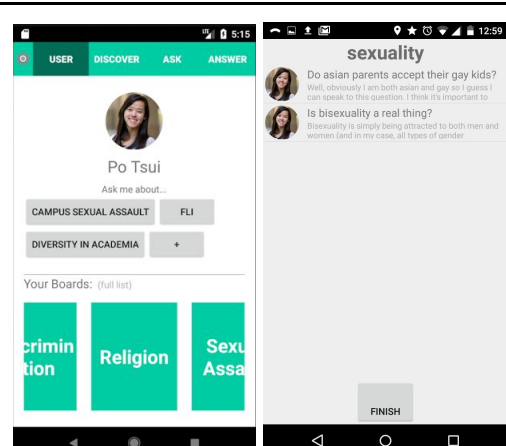 LTE 5:15
USER DISCOVER ASK ANSWER
Po Tsui
Ask me about...
CAMPUS SEXUAL ASSAULT FLI
DIVERSITY IN ACADEMIA +
Your Boards: (full list)
crimin
tion
Religion
Sexu
Assa
12:59
sexuality
Do asian parents accept their gay kids?
Well, obviously I am both asian and gay so I guess I
can speak to this question. I think it's important to
Is bisexuality a real thing?
Bisexuality is simply being attracted to both men and
women (and in my case, all types of gender
FINISH